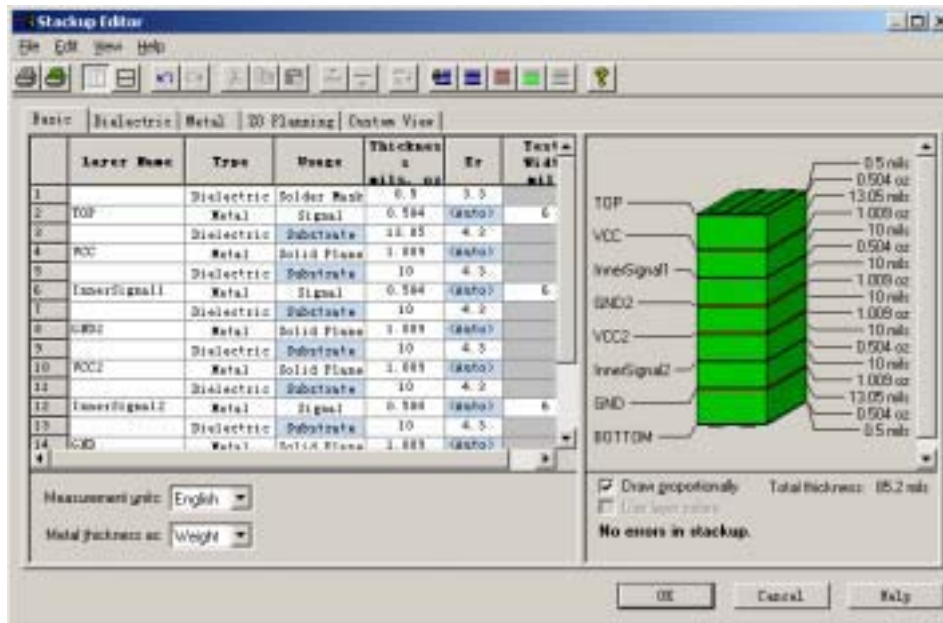 Stackup Editor
File Edit View Help
Basic Dielectric Metal Z0 Planning Custom View
Layer Name Type Usage Thickness mils, oz Er Test Width mil
1 Dielectric Solder Mask 0.5 3.3
2 TOP Metal Signal 0.504 (auto) 6
3 Dielectric Substrate 13.05 4.3
4 VCC Metal Solid Plane 1.009 (auto)
5 Dielectric Substrate 10 4.3
6 InnerSignal1 Metal Signal 0.504 (auto) 6
7 Dielectric Substrate 10 4.3
8 GND2 Metal Solid Plane 1.009 (auto)
9 Dielectric Substrate 10 4.3
10 VCC2 Metal Solid Plane 1.009 (auto)
11 Dielectric Substrate 10 4.3
12 InnerSignal2 Metal Signal 0.504 (auto) 6
13 Dielectric Substrate 10 4.3
14 GND Metal Solid Plane 1.009 (auto)
Measurement units: English
Metal thickness as: Weight
TOP
VCC
InnerSignal1
GND2
VCC2
InnerSignal2
GND
BOTTOM
0.5 mils
0.504 oz
13.05 mils
1.009 oz
10 mils
0.504 oz
10 mils
1.009 oz
10 mils
1.009 oz
10 mils
0.504 oz
10 mils
1.009 oz
13.05 mils
0.504 oz
0.5 mils
Draw proportionally Total thickness: 85.2 mils
Use layer colors
No errors in stackup.
OK Cancel Help